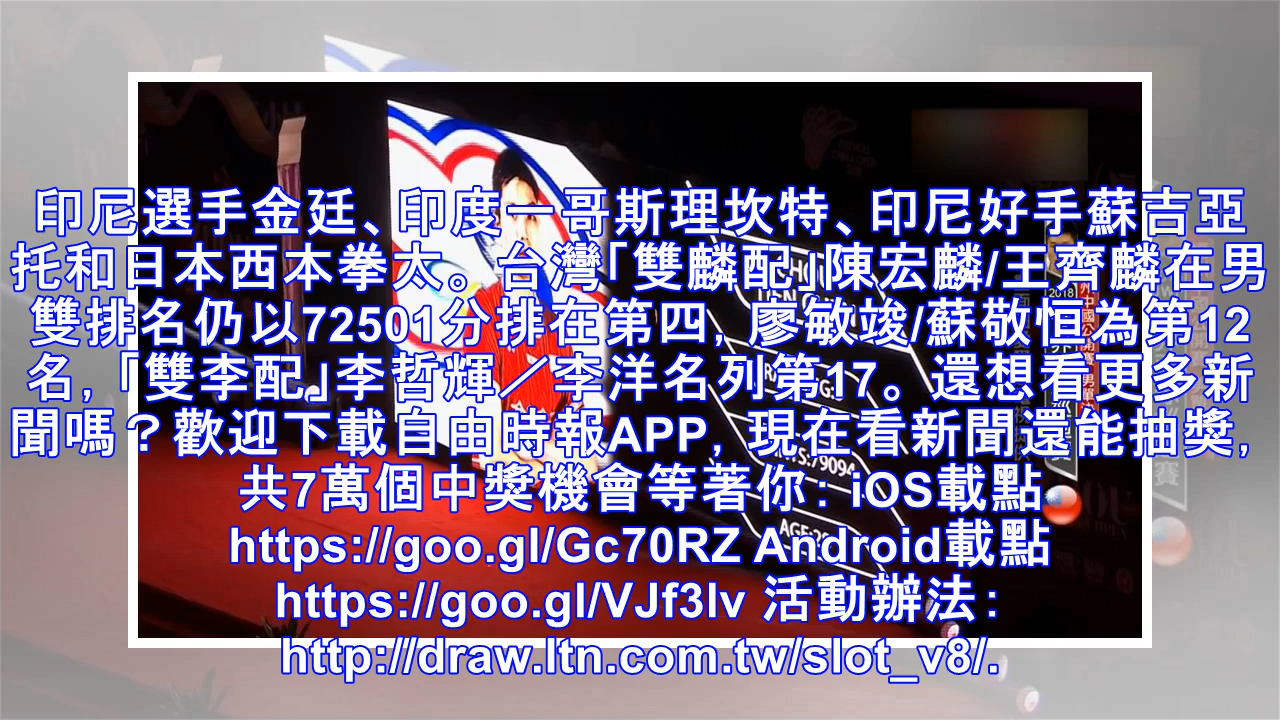 印尼選手金廷、印度一哥斯理坎特、印尼好手蘇吉亞
托和日本西本拳太。台灣「雙麟配」陳宏麟/王齊麟在男
雙排名仍以72501分排在第四,廖敏竣/蘇敬恒為第12
名,「雙李配」李哲輝／李洋名列第17。還想看更多新
聞嗎？歡迎下載自由時報APP,現在看新聞還能抽獎,
共7萬個中獎機會等著你：iOS載點
https://goo.gl/Gc70RZ Android載點
https://goo.gl/VJf3lv 活動辦法：
http://draw.ltn.com.tw/slot_v8/.
2018
79094